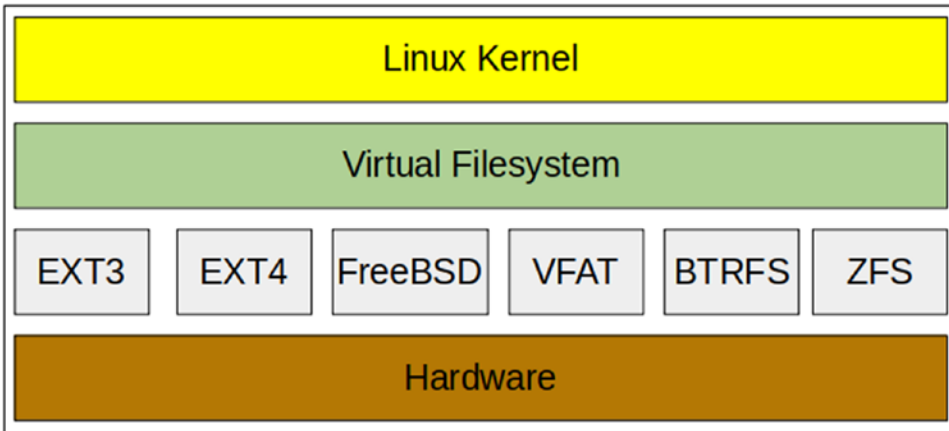 Linux Kernel
Virtual Filesystem
EXT3 EXT4 FreeBSD VFAT BTRFS ZFS
Hardware